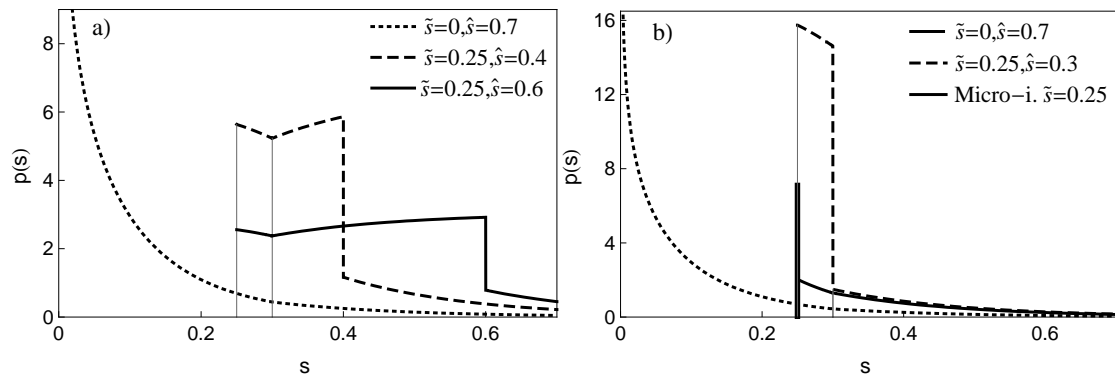 a)
s̃=0,ŝ=0.7
s̃=0.25,ŝ=0.4
s̃=0.25,ŝ=0.6
8
6
4
2
0
p(s)
0
0.2
0.4
0.6
s
b)
s̃=0,ŝ=0.7
s̃=0.25,ŝ=0.3
Micro−i. s̃=0.25
16
12
8
4
0
p(s)
0
0.2
0.4
0.6
s